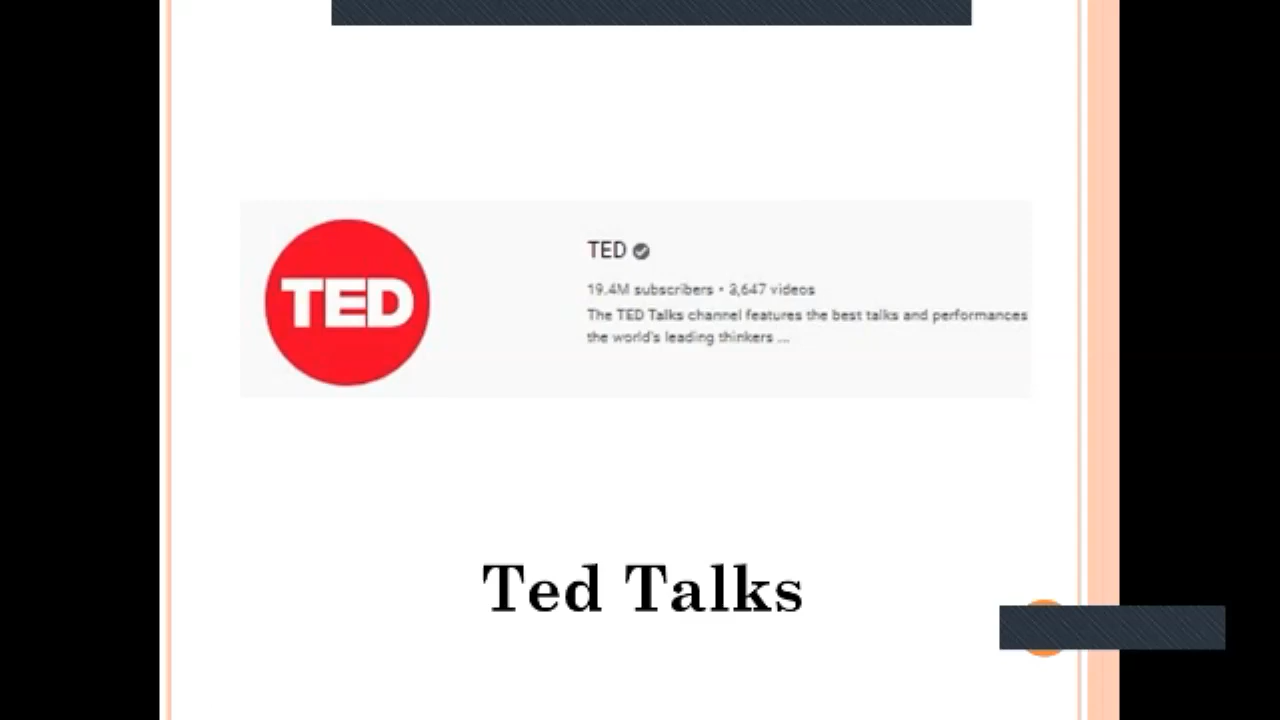 TED
TED
19.4M subscribers • 3,647 videos
The TED Talks channel features the best talks and performances
the world's leading thinkers ...
Ted Talks